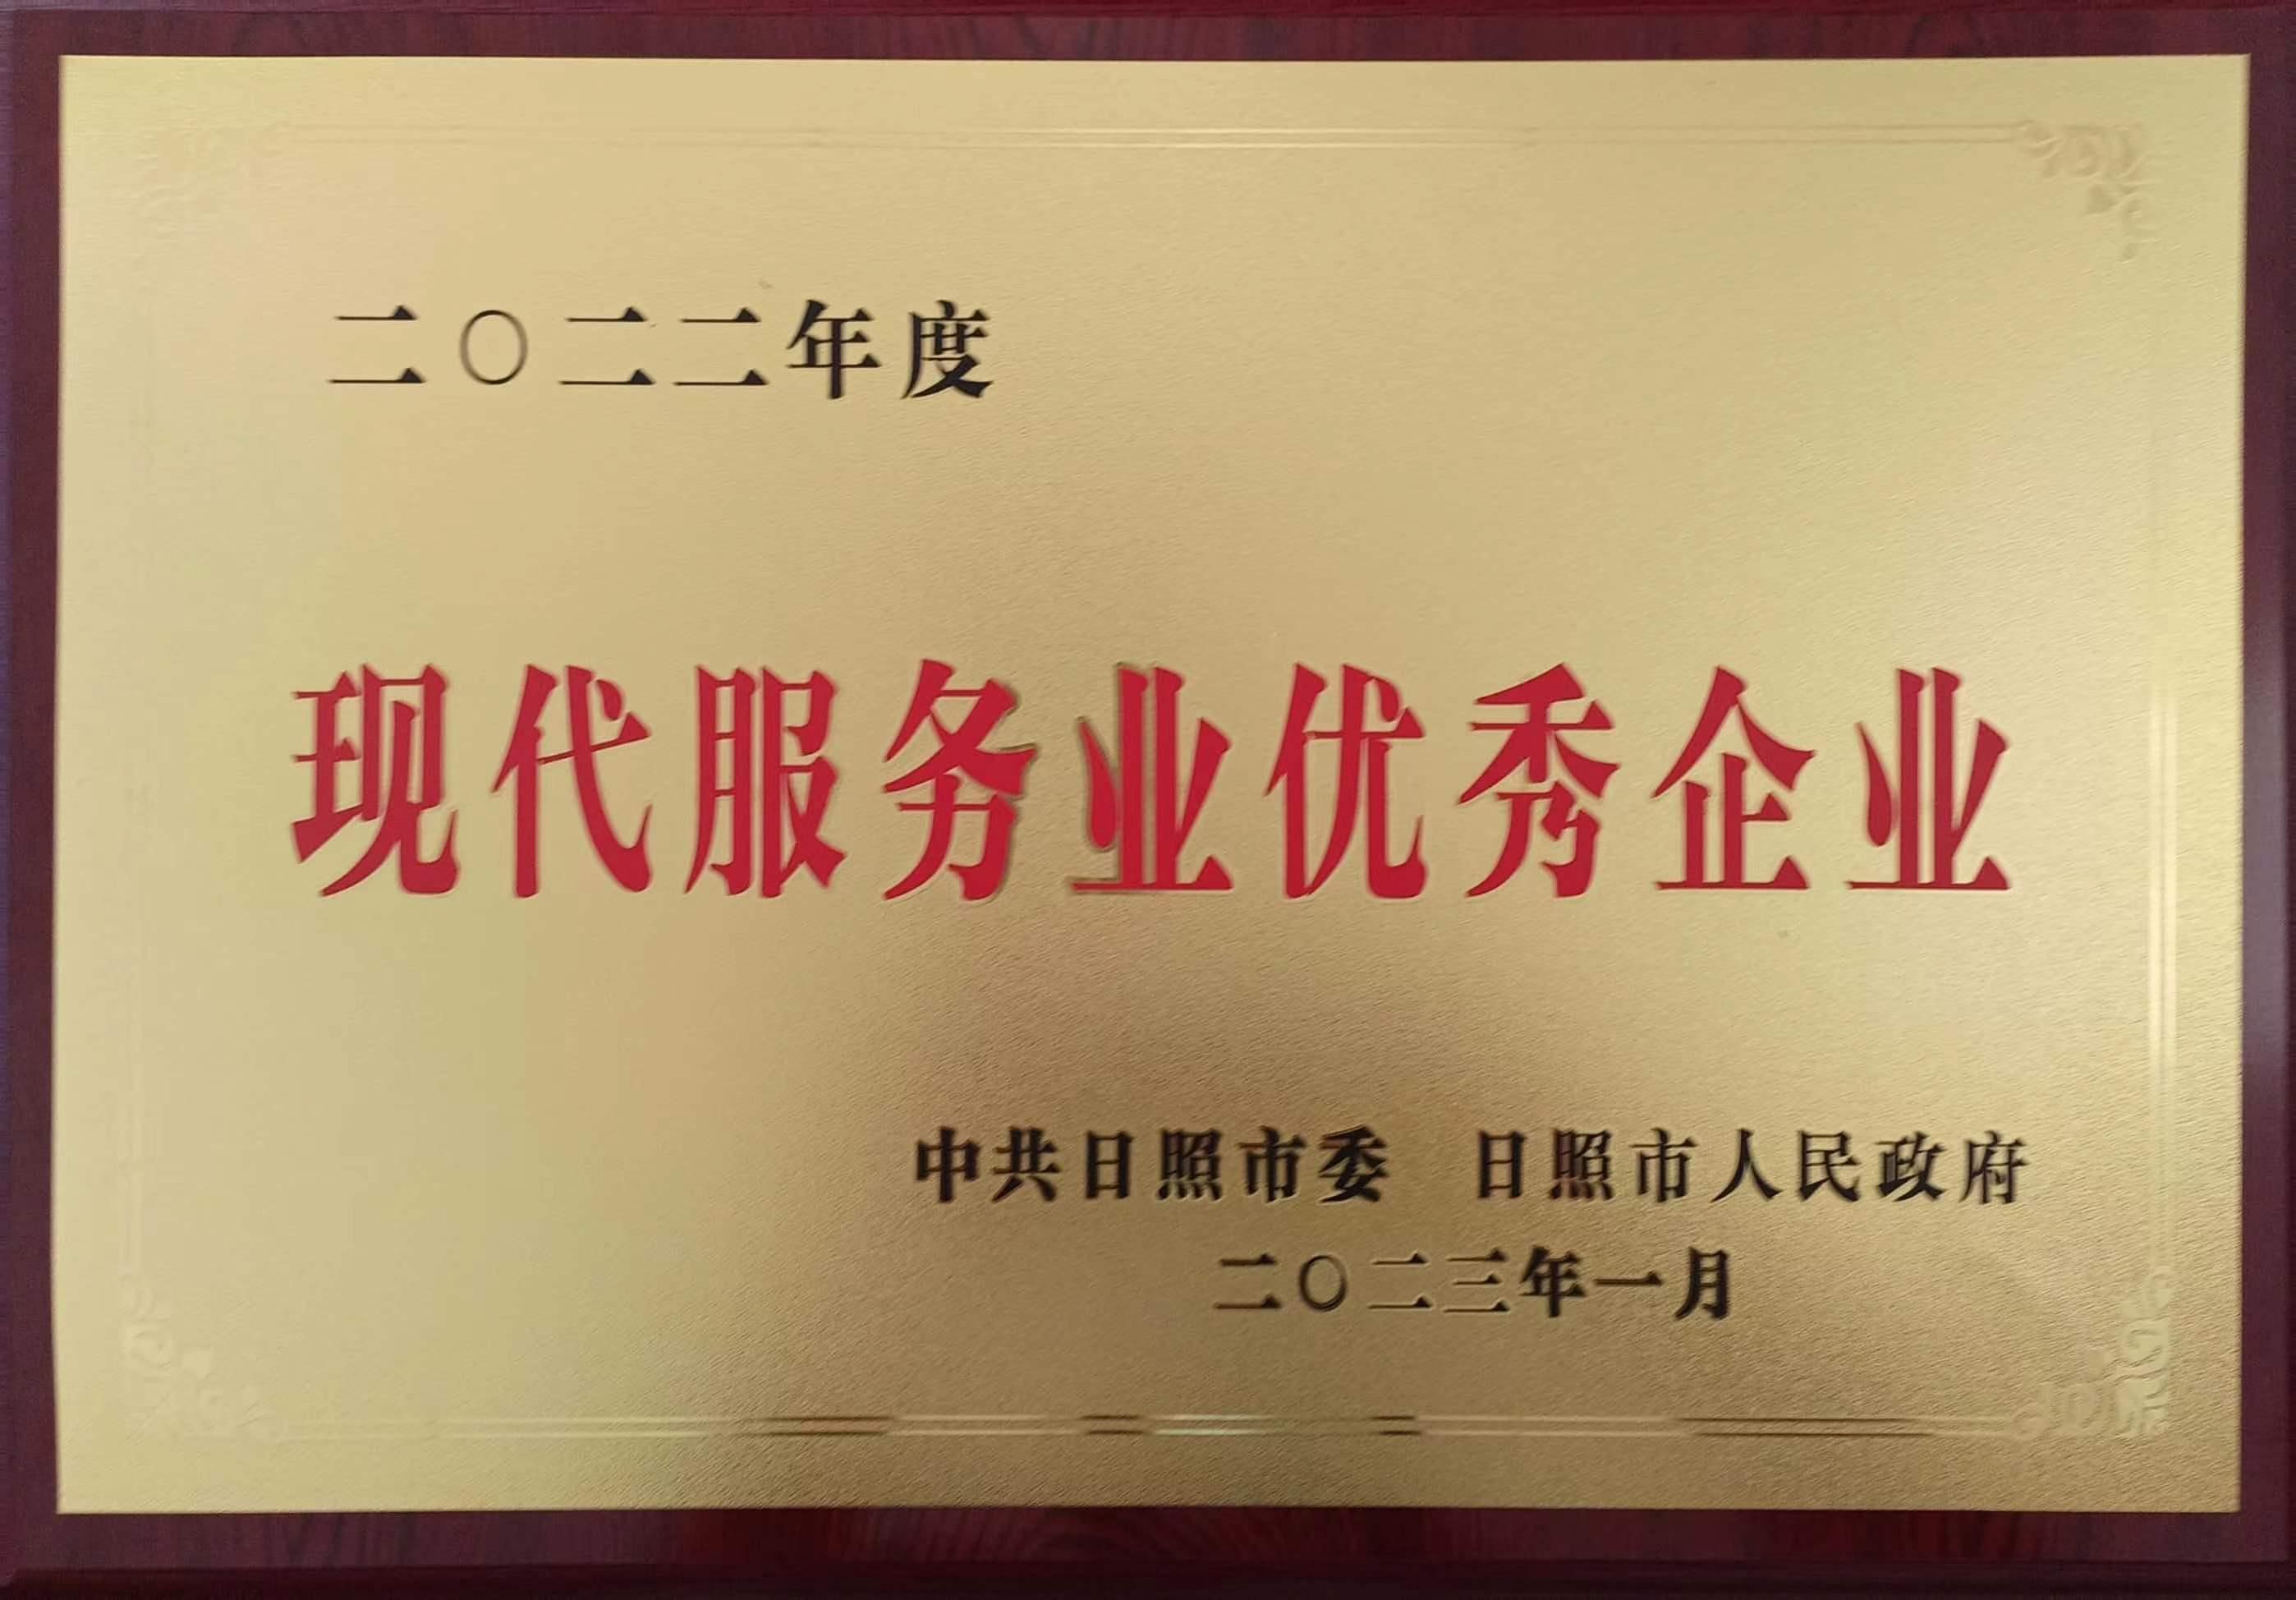 二〇二二年度
现代服务业优秀企业
中共日照市委 日照市人民政府
二〇二三年一月